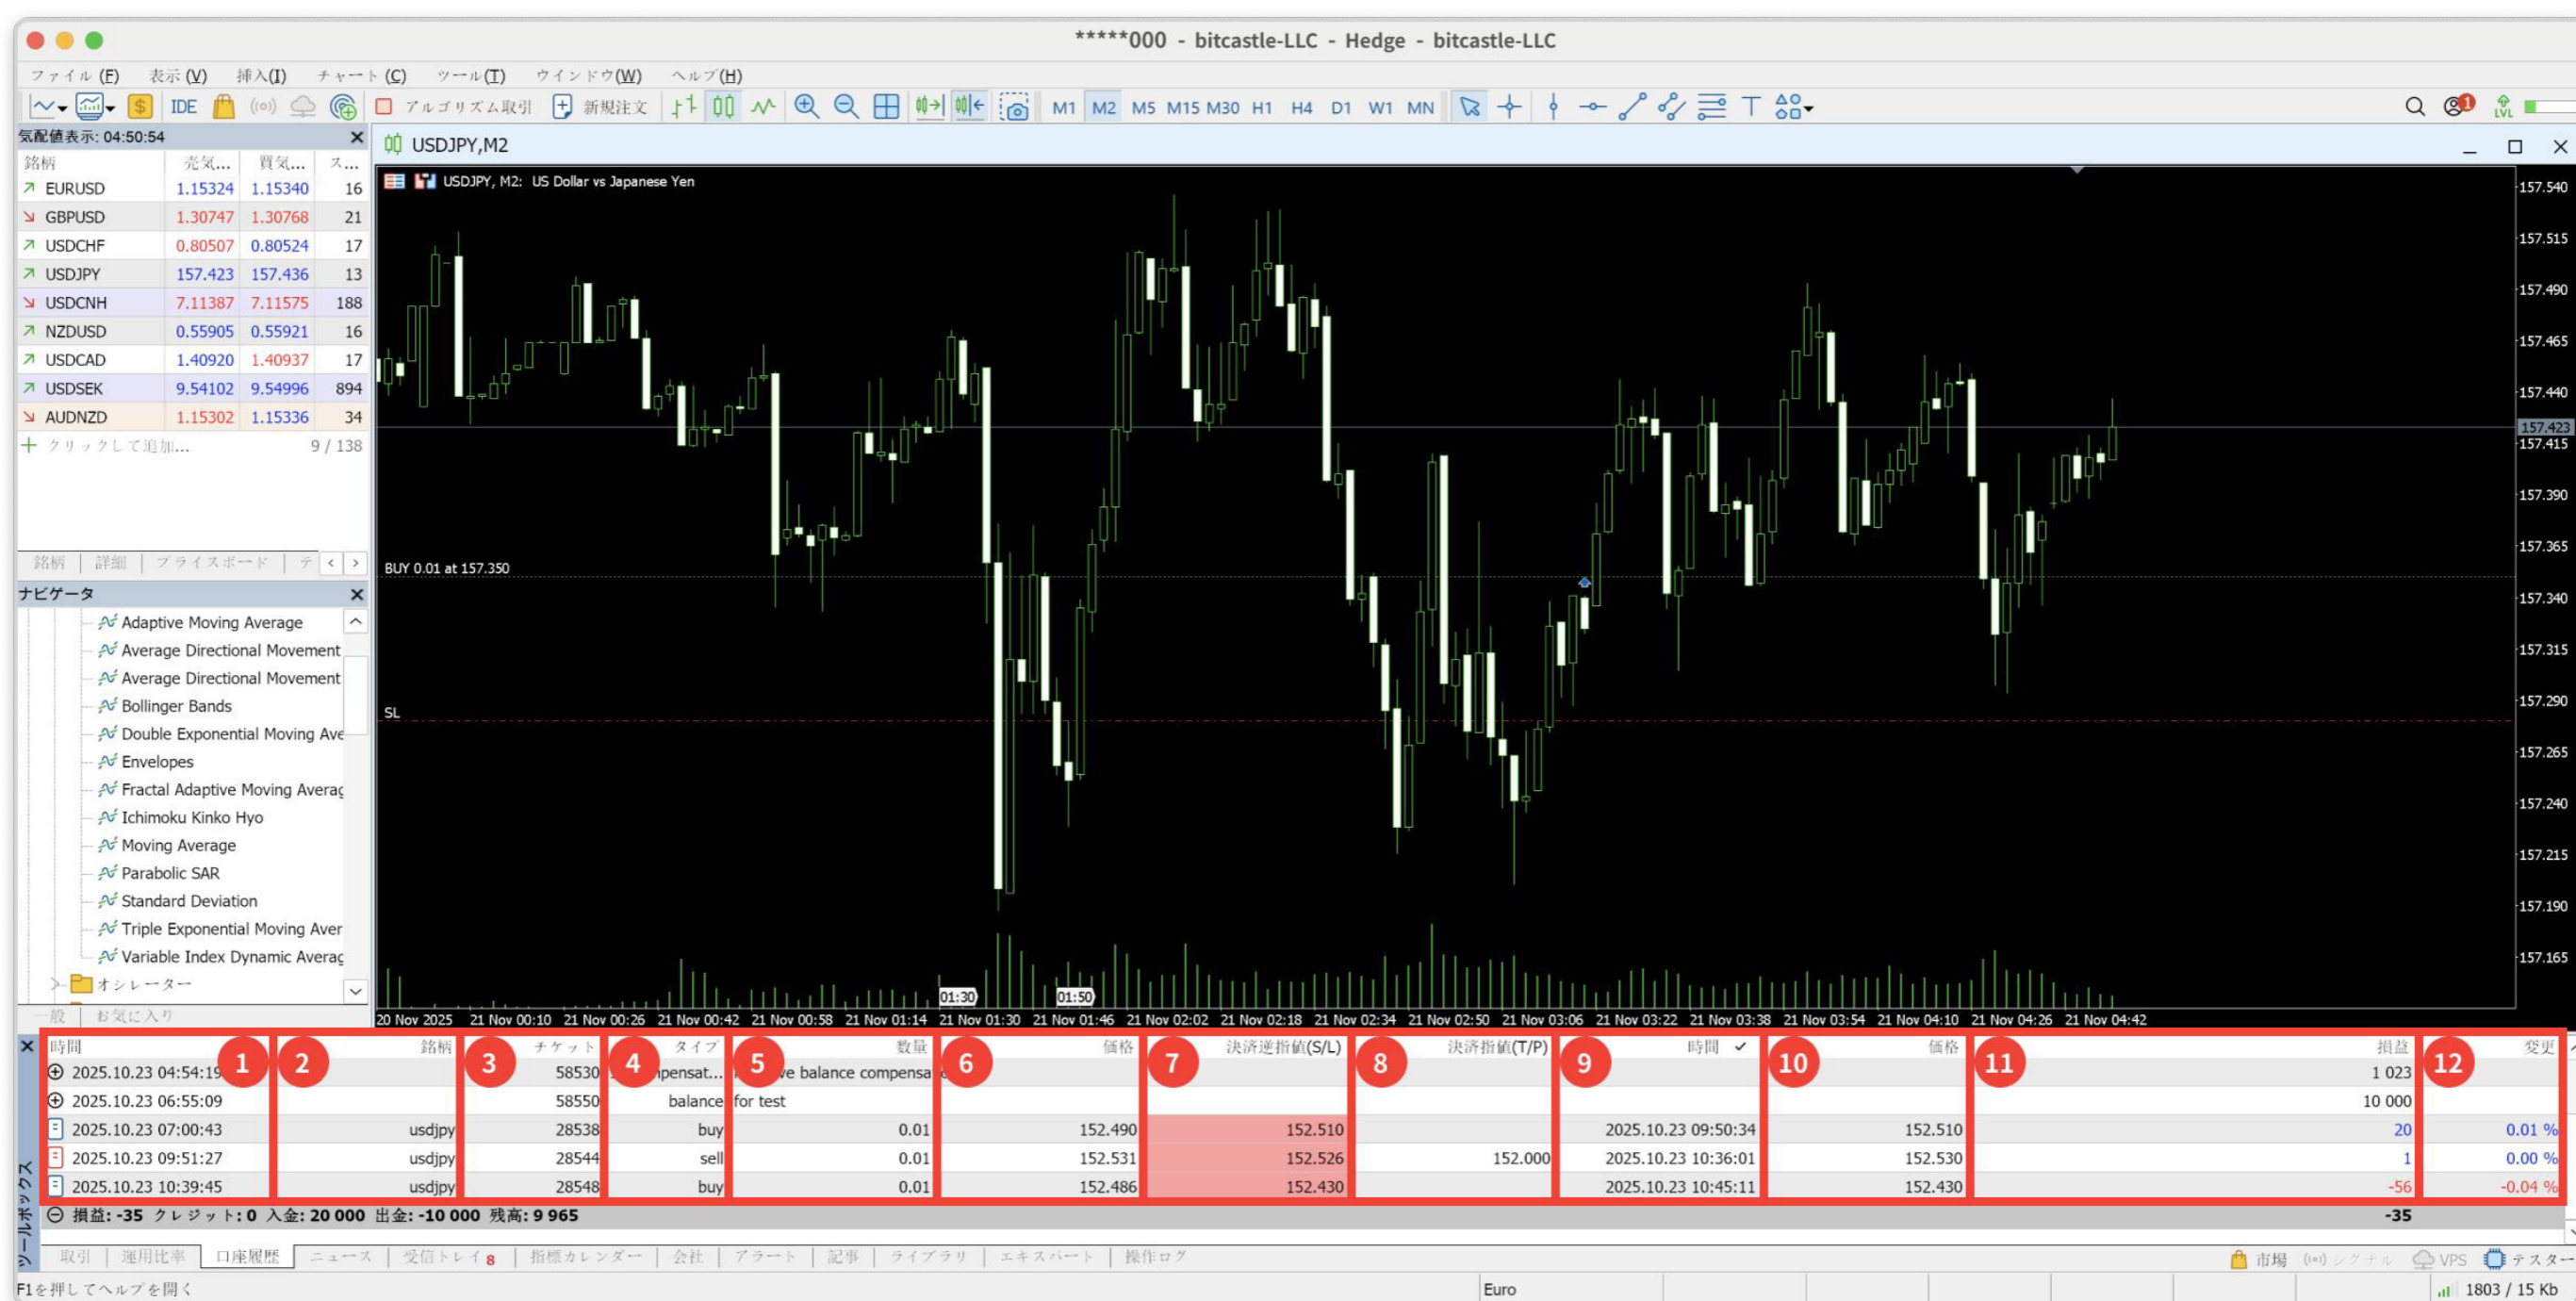 *****000 - bitcastle-LLC - Hedge - bitcastle-LLC
ファイル (F) 表示 (V) 挿入(I) チャート (C) ツール(T) ウインドウ(W) ヘルプ(H)
IDE アルゴリズム取引 新規注文 M1 M2 M5 M15 M30 H1 H4 D1 W1 MN 1 LVL
気配値表示: 04:50:54
銘柄 売気... 買気... ス...
EURUSD 1.15324 1.15340 16
GBPUSD 1.30747 1.30768 21
USDCHF 0.80507 0.80524 17
USDJPY 157.423 157.436 13
USDCNH 7.11387 7.11575 188
NZDUSD 0.55905 0.55921 16
USDCAD 1.40920 1.40937 17
USDSEK 9.54102 9.54996 894
AUDNZD 1.15302 1.15336 34
クリックして追加... 9 / 138
銘柄 詳細 プライスボード テ
ナビゲータ
Adaptive Moving Average
Average Directional Movement
Average Directional Movement
Bollinger Bands
Double Exponential Moving Ave
Envelopes
Fractal Adaptive Moving Averag
Ichimoku Kinko Hyo
Moving Average
Parabolic SAR
Standard Deviation
Triple Exponential Moving Aver
Variable Index Dynamic Averag
オシレーター
一般 お気に入り
USDJPY,M2
USDJPY, M2: US Dollar vs Japanese Yen
BUY 0.01 at 157.350
SL
157.540
157.515
157.490
157.465
157.440
157.423
157.415
157.390
157.365
157.340
157.315
157.290
157.265
157.240
157.215
157.190
157.165
01:30 01:50
20 Nov 2025 21 Nov 00:10 21 Nov 00:26 21 Nov 00:42 21 Nov 00:58 21 Nov 01:14 21 Nov 01:30 21 Nov 01:46 21 Nov 02:02 21 Nov 02:18 21 Nov 02:34 21 Nov 02:50 21 Nov 03:06 21 Nov 03:22 21 Nov 03:38 21 Nov 03:54 21 Nov 04:10 21 Nov 04:26 21 Nov 04:42
時間 銘柄 チケット タイプ 数量 価格 決済逆指値(S/L) 決済指値(T/P) 時間 価格 損益 変更
1 2 3 4 5 6 7 8 9 10 11 12
2025.10.23 04:54:19 58530 pensat... e balance compensa 1 023
2025.10.23 06:55:09 58550 balance for test 10 000
2025.10.23 07:00:43 usdjpy 28538 buy 0.01 152.490 152.510 2025.10.23 09:50:34 152.510 20 0.01 %
2025.10.23 09:51:27 usdjpy 28544 sell 0.01 152.531 152.526 152.000 2025.10.23 10:36:01 152.530 1 0.00 %
2025.10.23 10:39:45 usdjpy 28548 buy 0.01 152.486 152.430 2025.10.23 10:45:11 152.430 -56 -0.04 %
損益: -35 クレジット: 0 入金: 20 000 出金: -10 000 残高: 9 965 -35
ツールボックス
取引 運用比率 口座履歴 ニュース 受信トレイ 8 指標カレンダー 会社 アラート 記事 ライブラリ エキスパート 操作ログ 市場 シグナル VPS テスター
F1を押してヘルプを開く Euro 1803 / 15 Kb